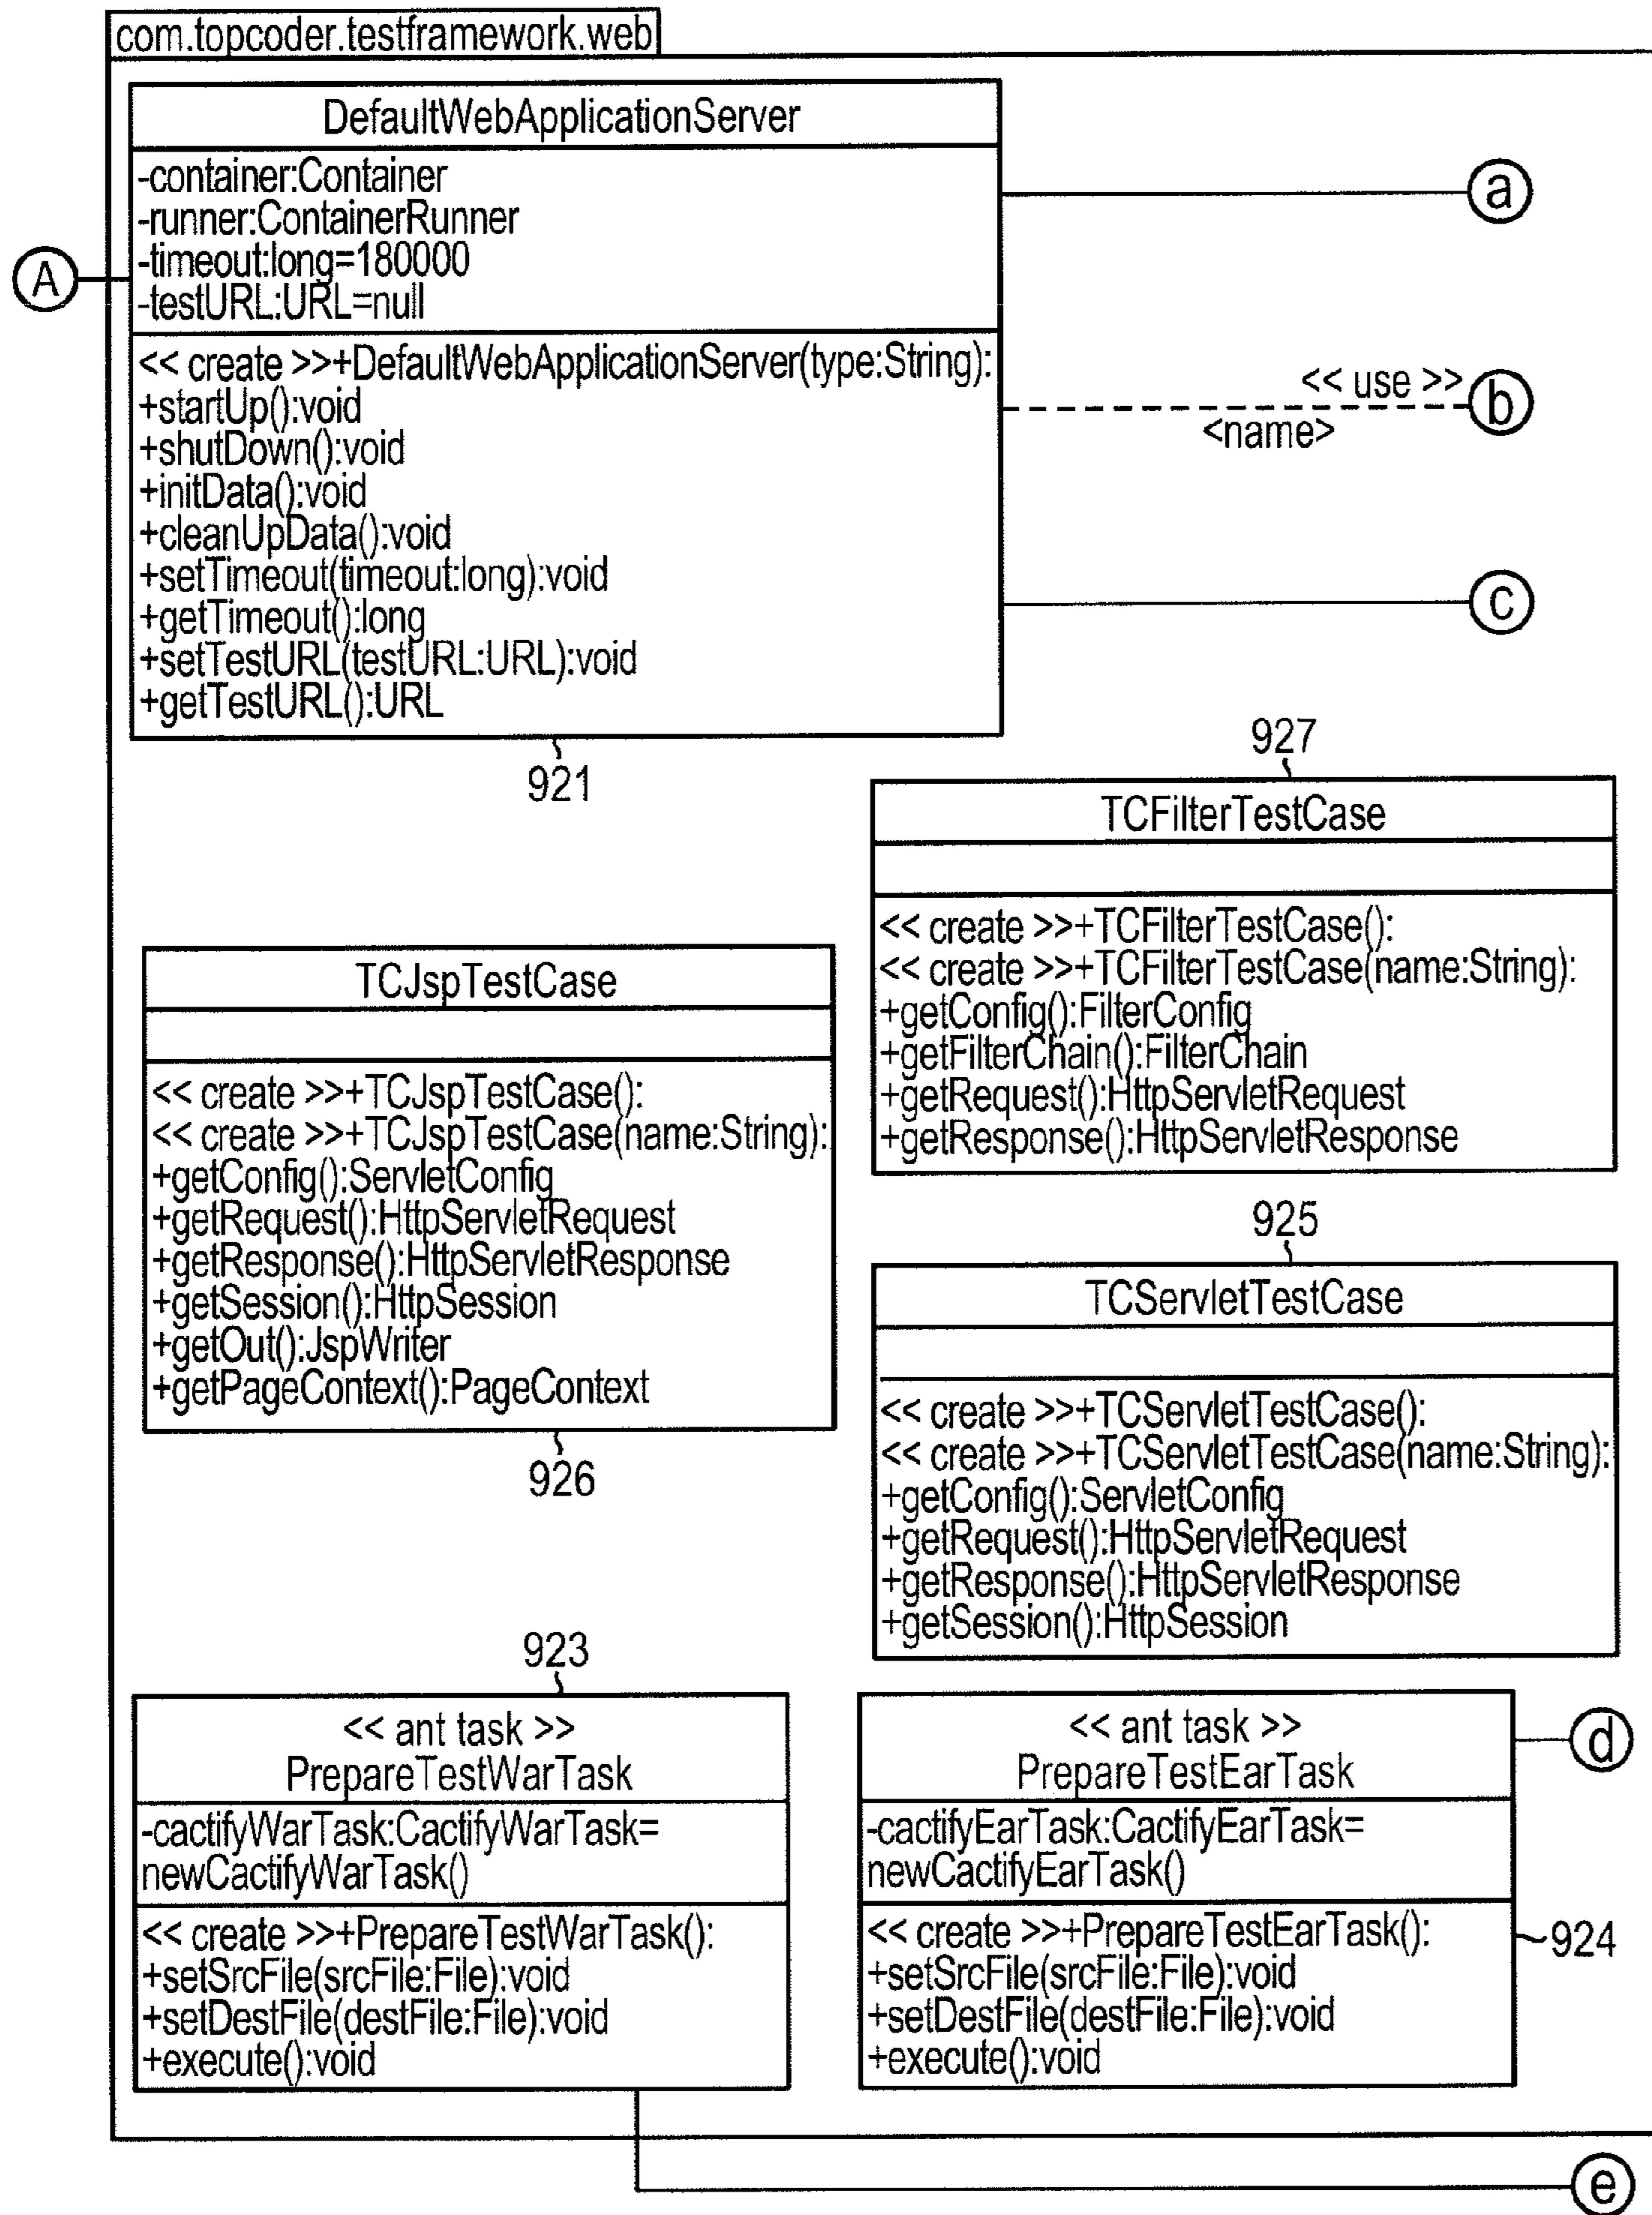 com.topcoder.testframework.web
DefaultWebApplicationServer
-container:Container
-runner:ContainerRunner
-timeout:long=180000
-testURL:URL=null
<< create >>+DefaultWebApplicationServer(type:String):
+startUp():void
+shutDown():void
+initData():void
+cleanUpData():void
+setTimeout(timeout:long):void
+getTimeout():long
+setTestURL(testURL:URL):void
+getTestURL():URL
921
A
a
<< use >>
b
<name>
c
927
TCFilterTestCase
<< create >>+TCFilterTestCase():
<< create >>+TCFilterTestCase(name:String):
+getConfig():FilterConfig
+getFilterChain():FilterChain
+getRequest():HttpServletRequest
+getResponse():HttpServletResponse
TCJspTestCase
<< create >>+TCJspTestCase():
<< create >>+TCJspTestCase(name:String):
+getConfig():ServletConfig
+getRequest():HttpServletRequest
+getResponse():HttpServletResponse
+getSession():HttpSession
+getOut():JspWriter
+getPageContext():PageContext
926
925
TCServletTestCase
<< create >>+TCServletTestCase():
<< create >>+TCServletTestCase(name:String):
+getConfig():ServletConfig
+getRequest():HttpServletRequest
+getResponse():HttpServletResponse
+getSession():HttpSession
923
<< ant task >>
PrepareTestWarTask
-cactifyWarTask:CactifyWarTask=
newCactifyWarTask()
<< create >>+PrepareTestWarTask():
+setSrcFile(srcFile:File):void
+setDestFile(destFile:File):void
+execute():void
<< ant task >>
PrepareTestEarTask
-cactifyEarTask:CactifyEarTask=
newCactifyEarTask()
<< create >>+PrepareTestEarTask():
+setSrcFile(srcFile:File):void
+setDestFile(destFile:File):void
+execute():void
d
924
e